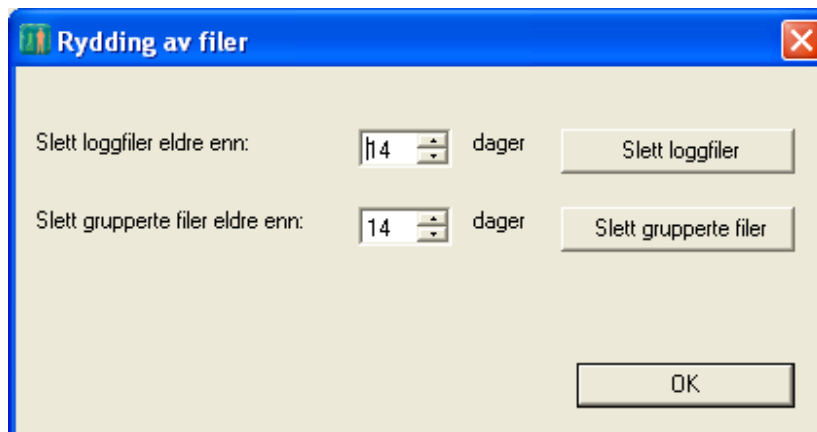 Rydding av filer
Slett loggfiler eldre enn: 14 dager Slett loggfiler
Slett grupperte filer eldre enn: 14 dager Slett grupperte filer
OK